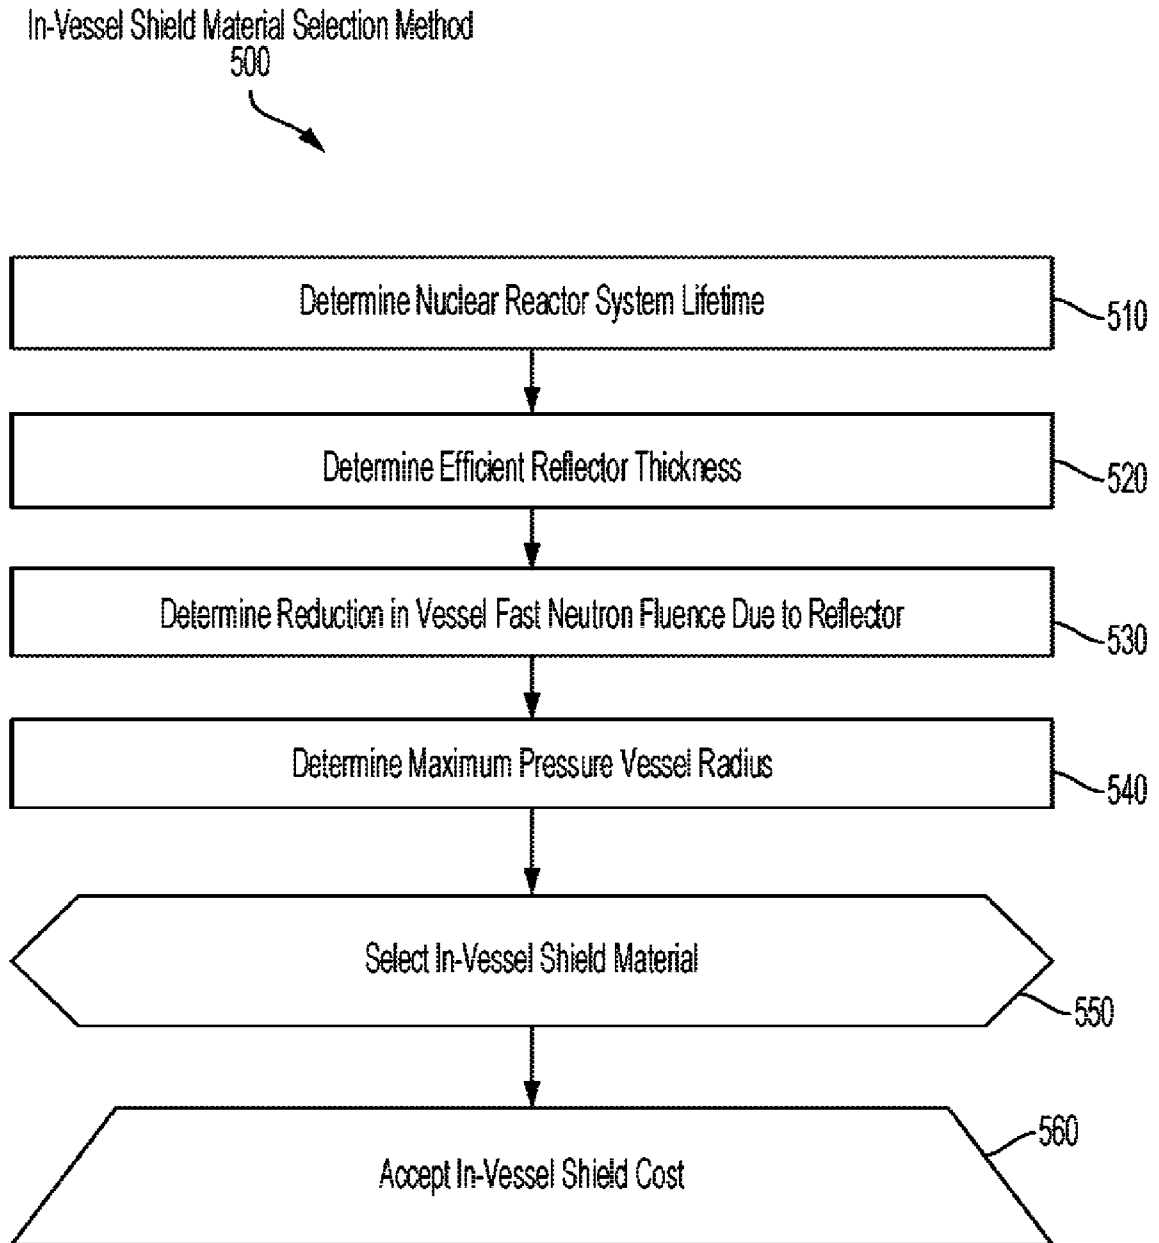 In-Vessel Shield Material Selection Method
500
Determine Nuclear Reactor System Lifetime
510
Determine Efficient Reflector Thickness
520
Determine Reduction in Vessel Fast Neutron Fluence Due to Reflector
530
Determine Maximum Pressure Vessel Radius
540
Select In-Vessel Shield Material
550
Accept In-Vessel Shield Cost
560